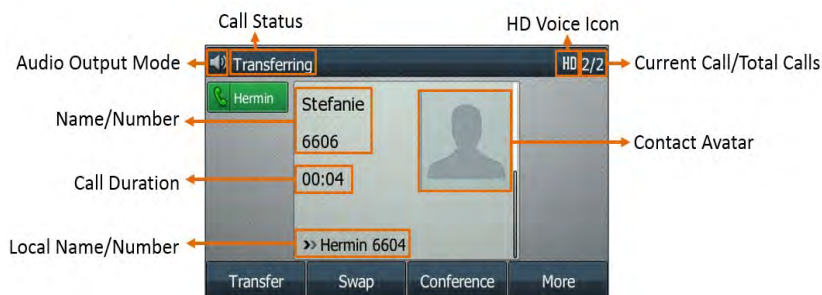 Call Status
HD Voice Icon
Audio Output Mode
Transferring
HD 2/2
Current Call/Total Calls
Hermin
Stefanie
Name/Number
6606
Contact Avatar
Call Duration
00:04
Local Name/Number
>> Hermin 6604
Transfer
Swap
Conference
More